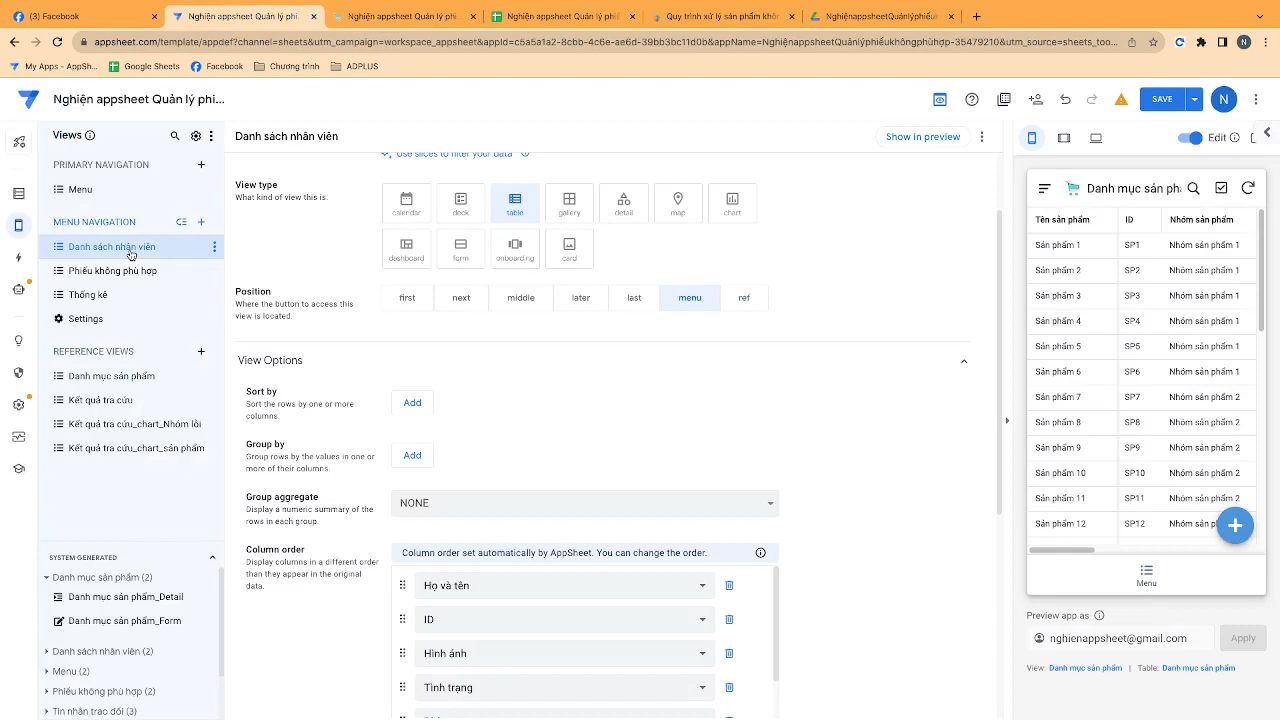 (3) Facebook
Nghiện appsheet Quản lý phi.
Nghiện appsheet Quản lý phi
Nghiện appsheet Quản lý phiế
Quy trình xử lý sản phẩm khôn.
NghiệnappsheetQuảnlýphiếuk
appsheet.com/template/appdef?channel=sheets&utm_campaign=workspace_appsheet&appId=c5a5a1a2-8cbb-4c6e-ae6d-39bb3bc11d0b&appName=NghiệnappsheetQuảnlýphiếukhôngphùhợp-35479210&utm_source=sheets_too...
My Apps - AppSh...
Google Sheets
Facebook
Chương trình
ADPLUS
Nghiện appsheet Quản lý phi...
SAVE
N
Views
Danh sách nhân viên
Show in preview
Edit
PRIMARY NAVIGATION
Menu
MENU NAVIGATION
Danh sách nhân viên
Phiếu không phù hợp
Thống kê
Settings
REFERENCE VIEWS
Danh mục sản phẩm
Kết quả tra cứu
Kết quả tra cứu_chart_Nhóm lỗi
Kết quả tra cứu_chart_sản phẩm
SYSTEM GENERATED
Danh mục sản phẩm (2)
Danh mục sản phẩm_Detail
Danh mục sản phẩm_Form
Danh sách nhân viên (2)
Menu (2)
Phiếu không phù hợp (2)
Tin nhắn trao đổi (3)
Use slices to filter your data
View type
What kind of view this is.
calendar
deck
table
gallery
detail
map
chart
dashboard
form
onboarding
card
Position
Where the button to access this
view is located.
first
next
middle
later
last
menu
ref
View Options
Sort by
Sort the rows by one or more
columns.
Add
Group by
Group rows by the values in one or
more of their columns.
Add
Group aggregate
Display a numeric summary of the
rows in each group.
NONE
Column order
Display columns in a different order
than they appear in the original
data.
Column order set automatically by AppSheet. You can change the order.
Họ và tên
ID
Hình ảnh
Tình trạng
Danh mục sản phẩ
Tên sản phẩm ID Nhóm sản phẩm
Sản phẩm 1 SP1 Nhóm sản phẩm 1
Sản phẩm 2 SP2 Nhóm sản phẩm 1
Sản phẩm 3 SP3 Nhóm sản phẩm 1
Sản phẩm 4 SP4 Nhóm sản phẩm 1
Sản phẩm 5 SP5 Nhóm sản phẩm 1
Sản phẩm 6 SP6 Nhóm sản phẩm 1
Sản phẩm 7 SP7 Nhóm sản phẩm 2
Sản phẩm 8 SP8 Nhóm sản phẩm 2
Sản phẩm 9 SP9 Nhóm sản phẩm 2
Sản phẩm 10 SP10 Nhóm sản phẩm 2
Sản phẩm 11 SP11 Nhóm sản phẩm 2
Sản phẩm 12 SP12 Nhóm sản phẩm 2
Menu
Preview app as
nghienappsheet@gmail.com
Apply
View: Danh mục sản phẩm | Table: Danh mục sản phẩm